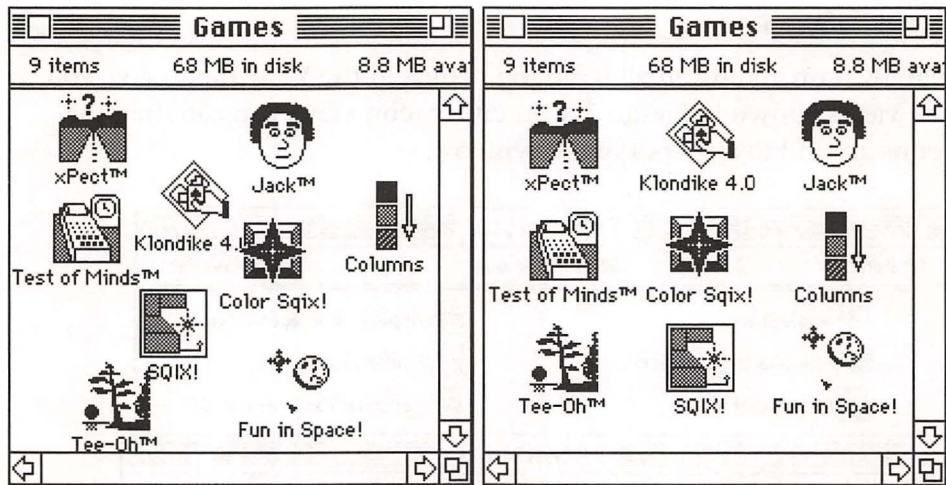 Games
9 items 68 MB in disk 8.8 MB avai
xPect™
Jack™
Klondike 4.0
Test of Minds™
Columns
Color Sqix!
SQIX!
Tee-Oh™
Fun in Space!
Games
9 items 68 MB in disk 8.8 MB avai
xPect™ Klondike 4.0 Jack™
Test of Minds™ Color Sqix! Columns
Tee-Oh™ SQIX! Fun in Space!